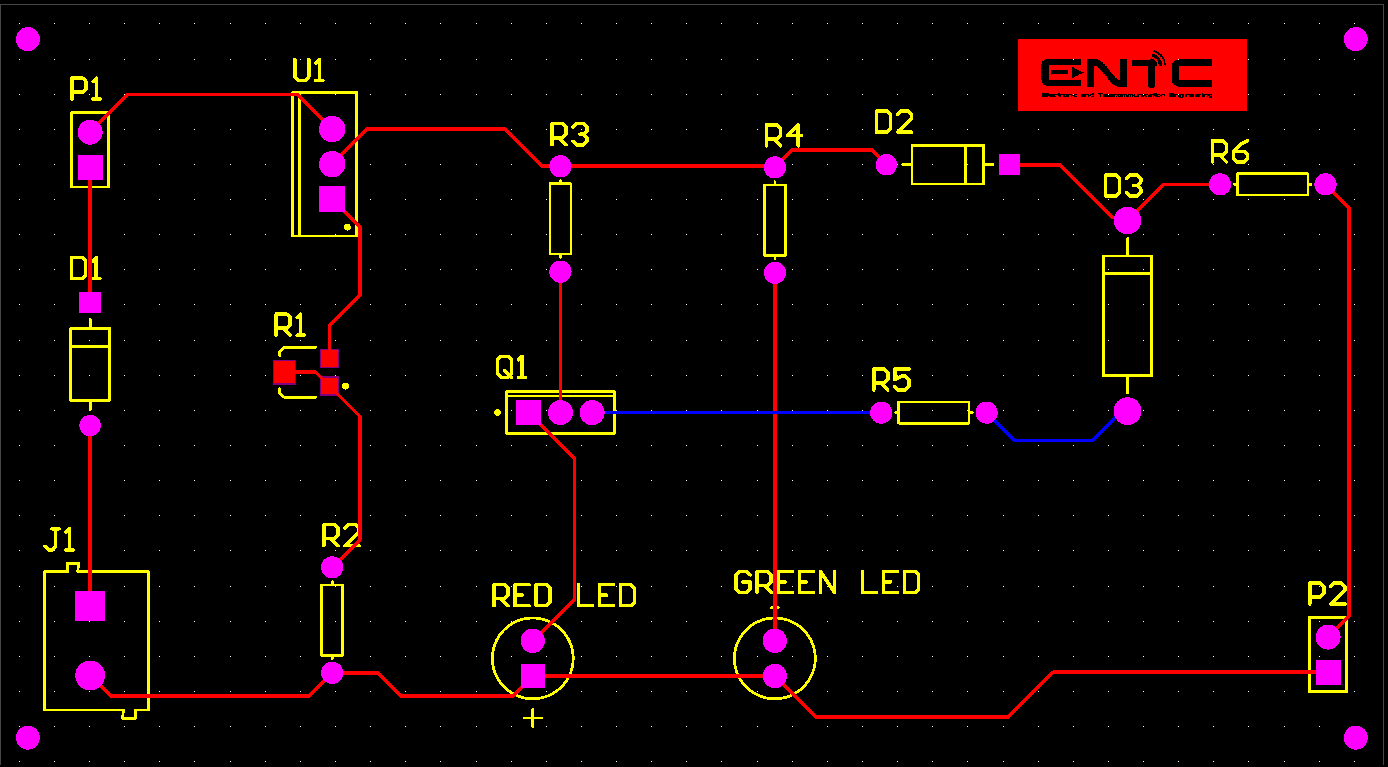 P1
U1
ENTC
Electronic and Telecommunication Engineering
R3
R4
D2
R6
D3
D1
R1
Q1
R5
J1
R2
RED LED
GREEN LED
-
P2
+